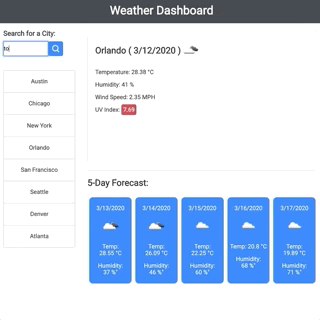 Weather Dashboard
Search for a City:
to
Austin
Chicago
New York
Orlando
San Francisco
Seattle
Denver
Atlanta
Orlando ( 3/12/2020 )
Temperature: 28.38 °C
Humidity: 41 %
Wind Speed: 2.35 MPH
UV Index: 7.69
5-Day Forecast:
3/13/2020
Temp:
28.55 °C
Humidity:
37 %
3/14/2020
Temp:
26.09 °C
Humidity:
46 %
3/15/2020
Temp:
22.25 °C
Humidity:
60 %
3/16/2020
Temp: 20.8 °C
Humidity:
68 %
3/17/2020
Temp:
19.89 °C
Humidity:
71 %